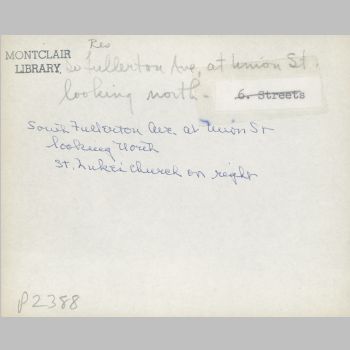 Rev
MONTCLAIR
LIBRARY
So Fullerton Ave, at Union St.
looking north -
6. Streets
South Fullerton Ave at Union St
looking North
St. Luke's Church on right
P2388